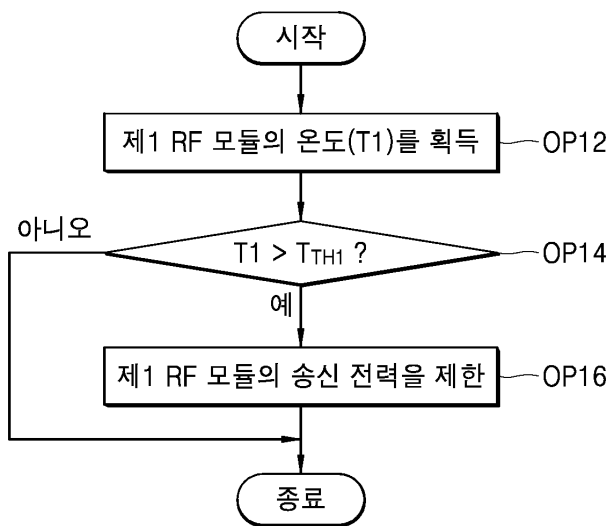 시작
제1 RF 모듈의 온도(T1)를 획득
OP12
아니오
T1 > TTH1 ?
OP14
예
제1 RF 모듈의 송신 전력을 제한
OP16
종료